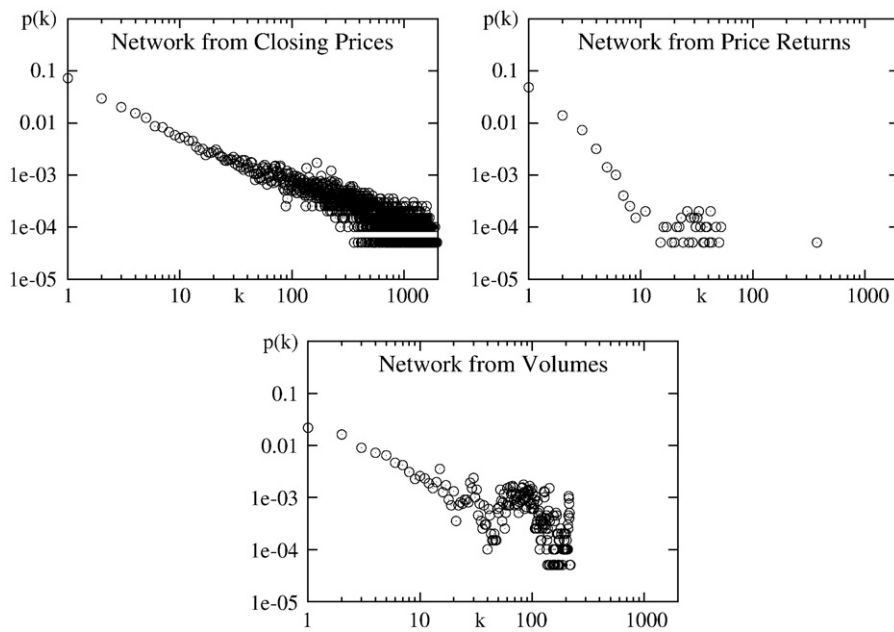 p(k)
Network from Closing Prices
0.1
0.01
1e-03
1e-04
1e-05
1
10
k
100
1000
p(k)
Network from Price Returns
0.1
0.01
1e-03
1e-04
1e-05
1
10
k
100
1000
p(k)
Network from Volumes
0.1
0.01
1e-03
1e-04
1e-05
1
10
k
100
1000